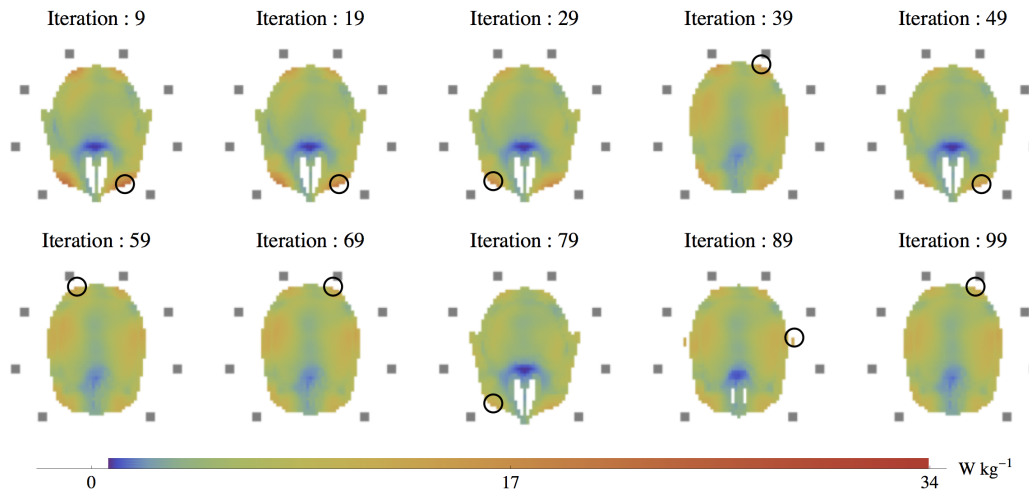 Iteration : 9
Iteration : 19
Iteration : 29
Iteration : 39
Iteration : 49
Iteration : 59
Iteration : 69
Iteration : 79
Iteration : 89
Iteration : 99
0
17
34
W kg⁻¹